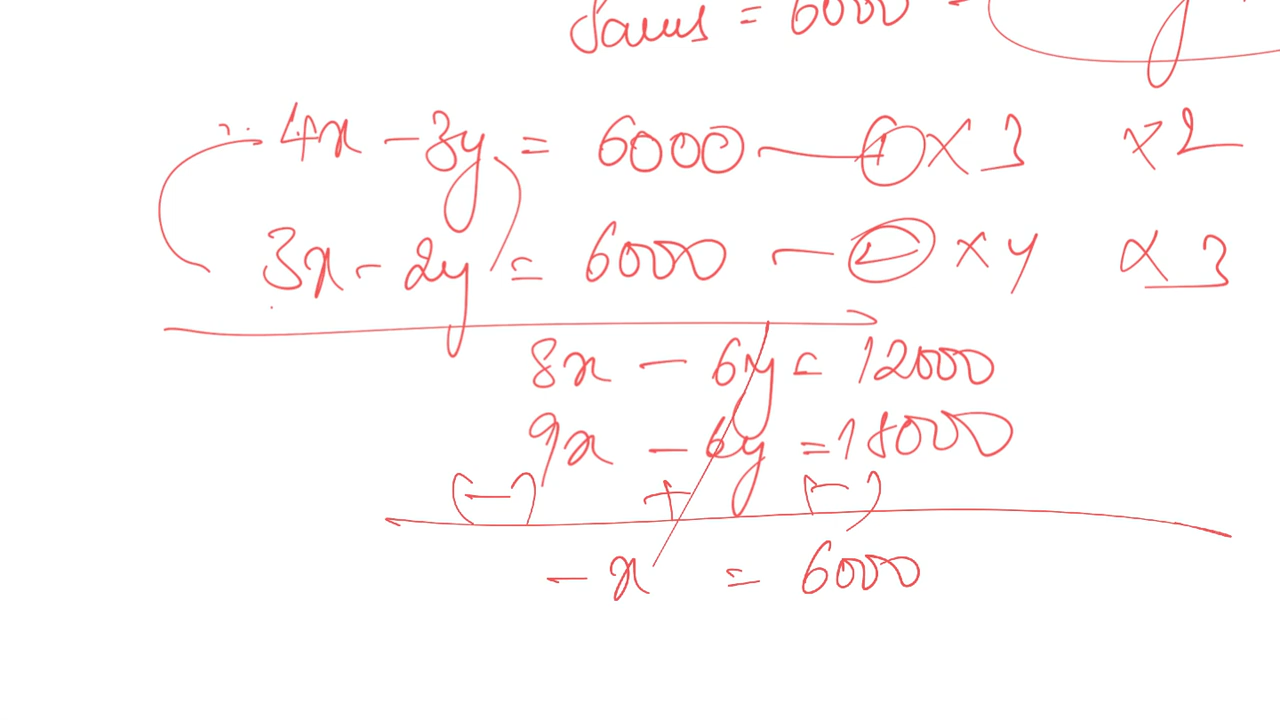 Saves = 6000 -
∴ 4x - 3y = 6000 — ① × 3 × 2
3x - 2y = 6000 — ② × 4 × 3
8x - 6y = 12000
9x - 6y = 18000
(-) + (-)
- x = 6000